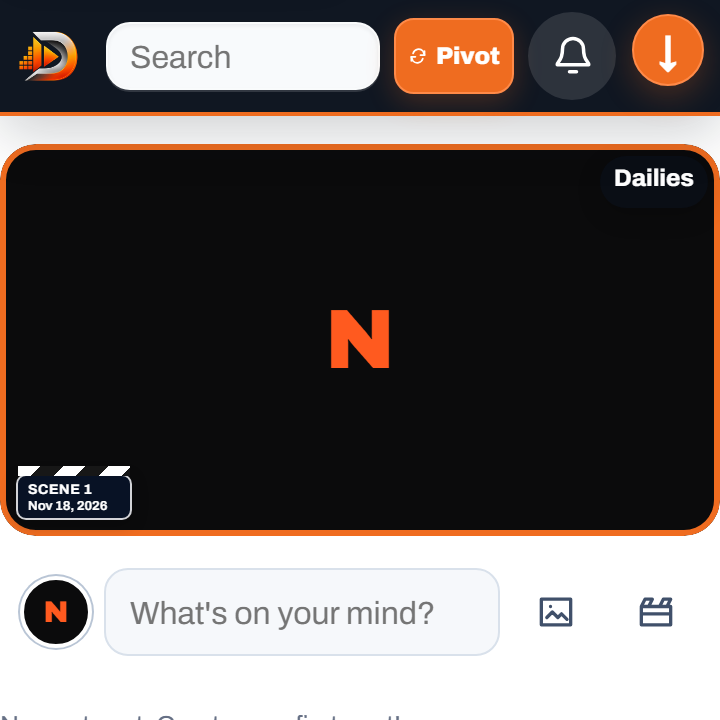 Search
Pivot
Dailies
N
SCENE 1
Nov 18, 2026
N
What's on your mind?